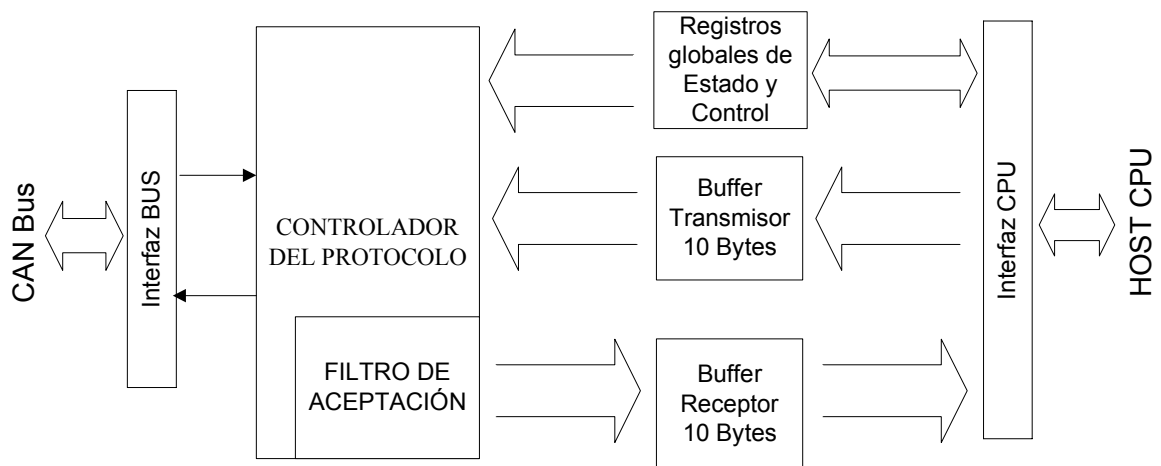 CAN Bus
Interfaz BUS
CONTROLADOR
DEL PROTOCOLO
FILTRO DE
ACEPTACIÓN
Registros
globales de
Estado y
Control
Buffer
Transmisor
10 Bytes
Buffer
Receptor
10 Bytes
Interfaz CPU
HOST CPU